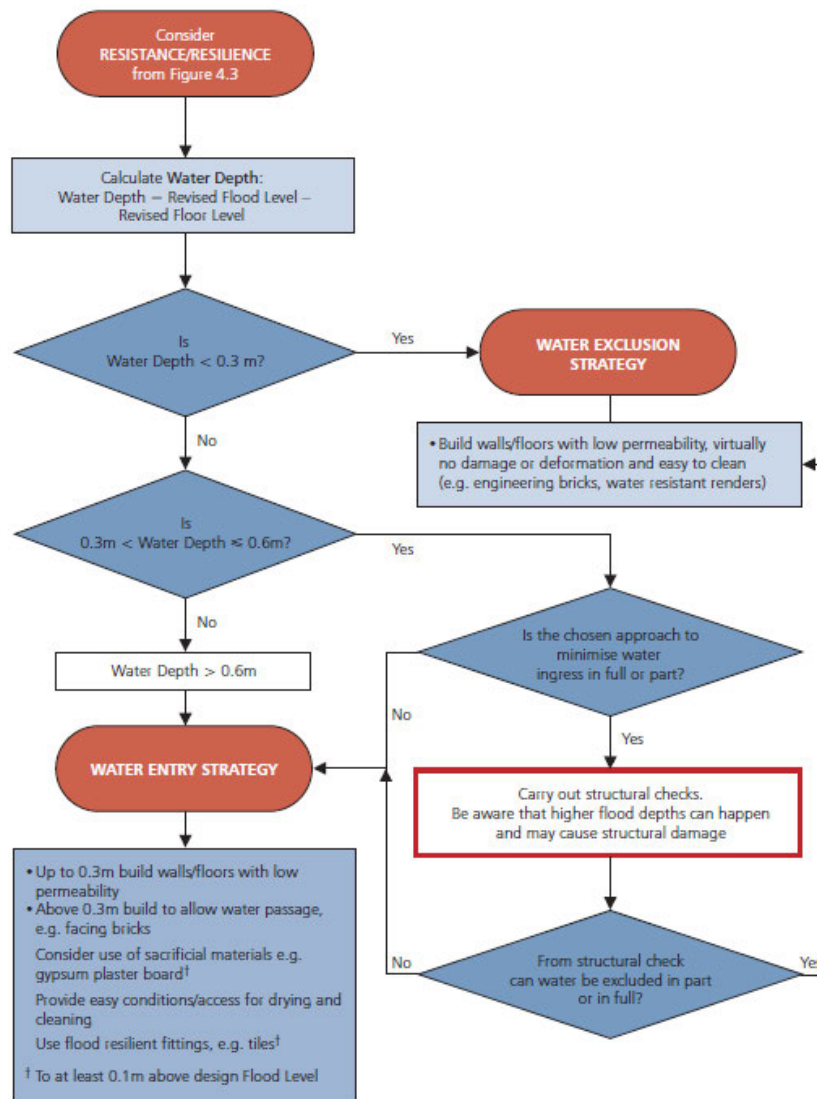 Consider
RESISTANCE/RESILIENCE
from Figure 4.3
Calculate Water Depth:
Water Depth = Revised Flood Level –
Revised Floor Level
Is
Water Depth < 0.3 m?
Yes
WATER EXCLUSION
STRATEGY
No
• Build walls/floors with low permeability, virtually
no damage or deformation and easy to clean
(e.g. engineering bricks, water resistant renders)
Is
0.3m < Water Depth ⩽ 0.6m?
Yes
No
Is the chosen approach to
minimise water
ingress in full or part?
Water Depth > 0.6m
No
Yes
WATER ENTRY STRATEGY
Carry out structural checks.
Be aware that higher flood depths can happen
and may cause structural damage
• Up to 0.3m build walls/floors with low
permeability
• Above 0.3m build to allow water passage,
e.g. facing bricks
Consider use of sacrificial materials e.g.
gypsum plaster board†
Provide easy conditions/access for drying and
cleaning
Use flood resilient fittings, e.g. tiles†
† To at least 0.1m above design Flood Level
No
From structural check
can water be excluded in part
or in full?
Yes